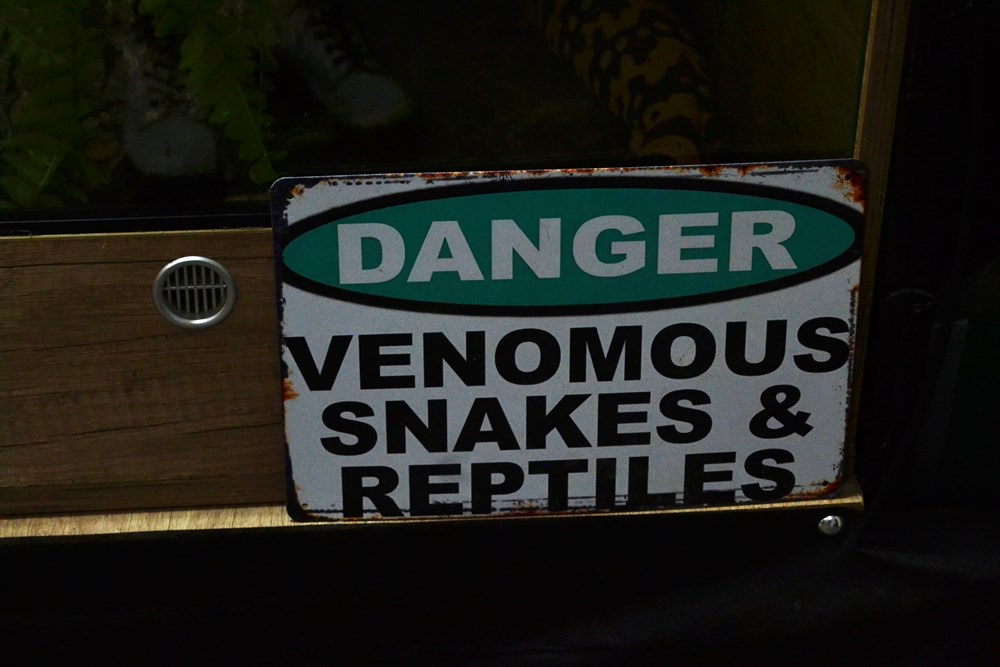 DANGER
VENOMOUS
SNAKES &
REPTILES